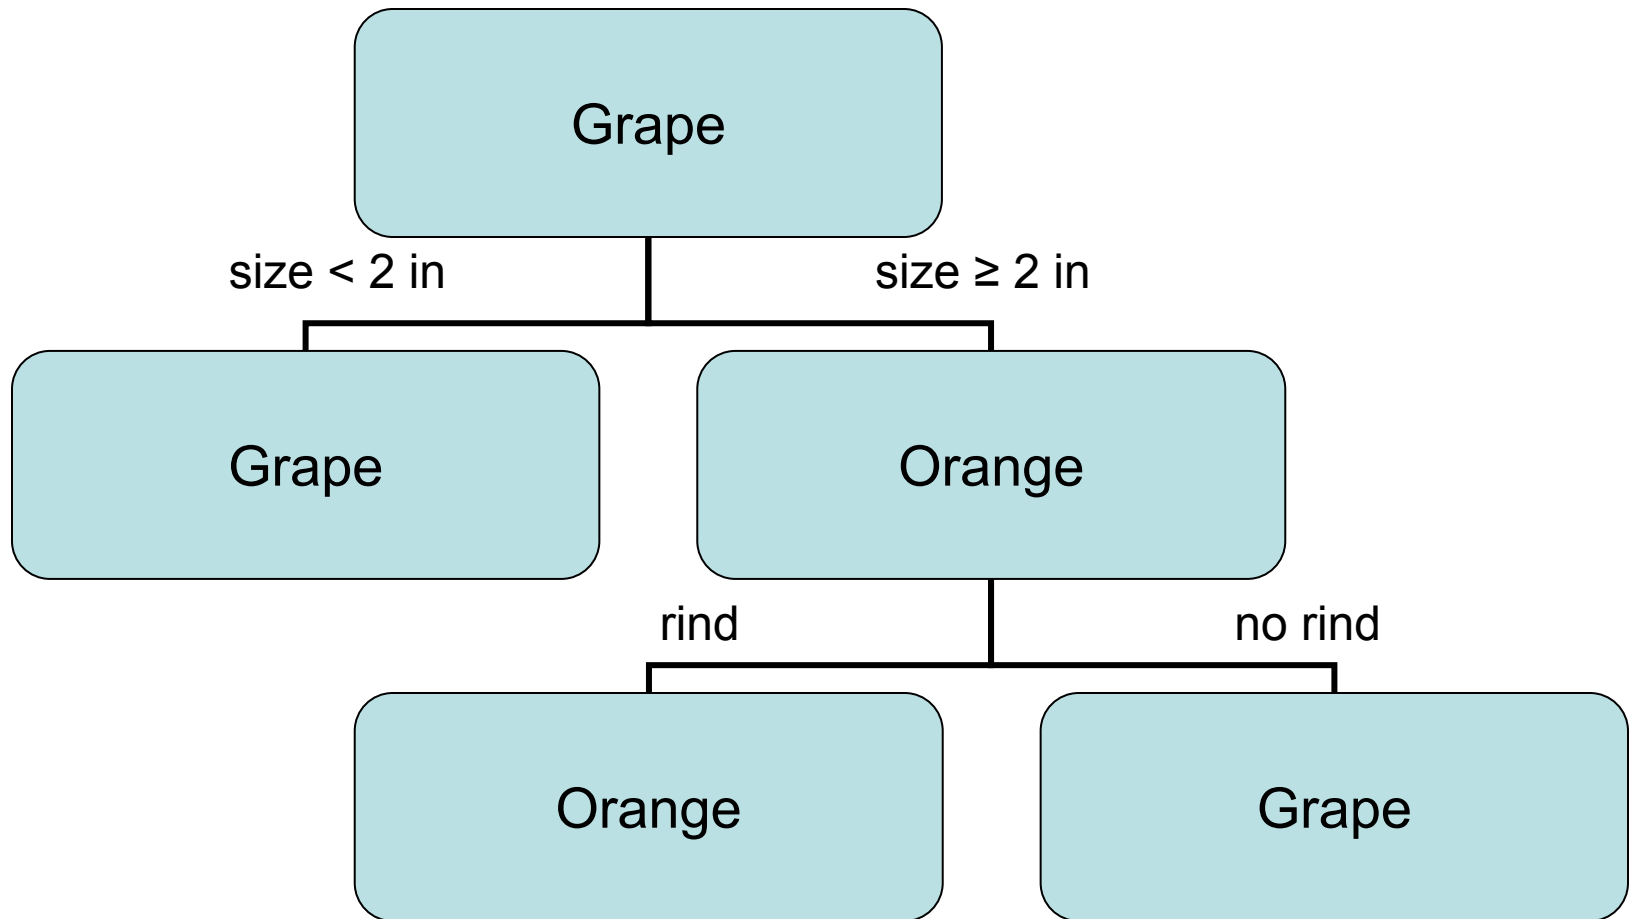 Grape
size < 2 in
size ≥ 2 in
Grape
Orange
rind
no rind
Orange
Grape